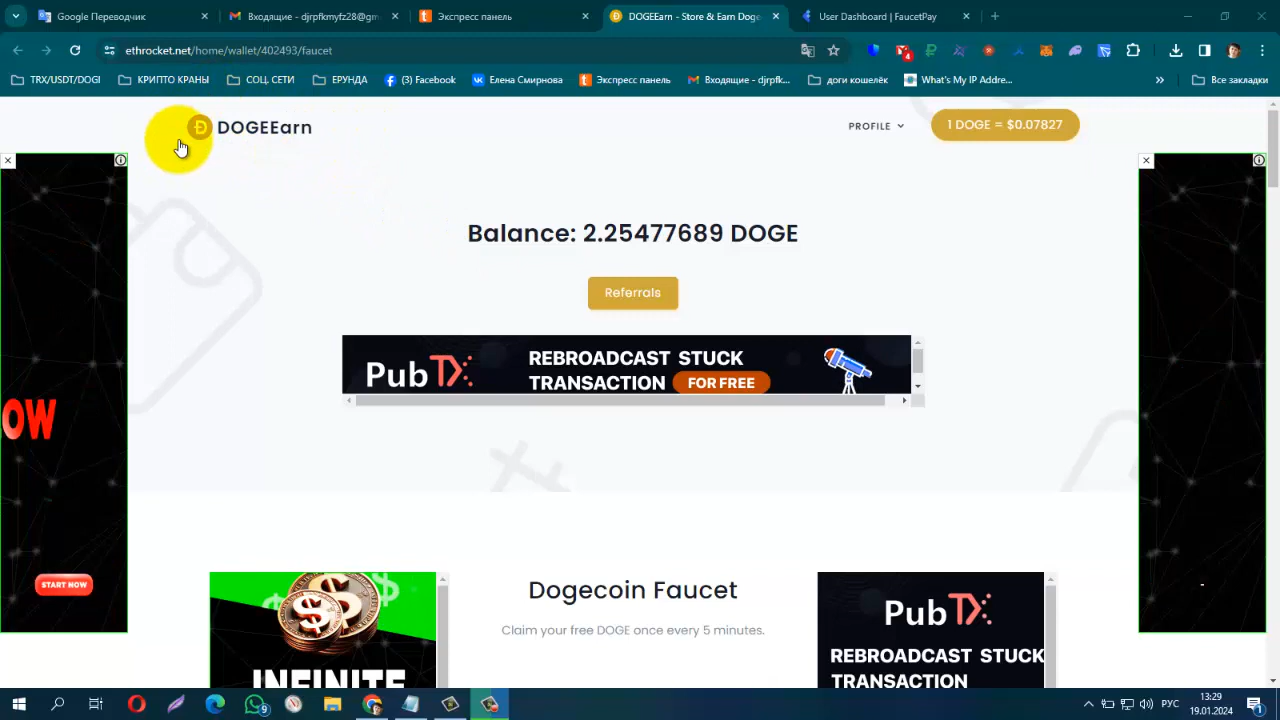 Google Переводчик
Входящие - djrpfkmyfz28@gm
Экспресс панель
DOGEEarn - Store & Earn Doge
User Dashboard | FaucetPay
ethrocket.net/home/wallet/402493/faucet
4
TRX/USDT/DOGI
КРИПТО КРАНЫ
СОЦ. СЕТИ
ЕРУНДА
(3) Facebook
Елена Смирнова
Экспресс панель
Входящие - djrpfk...
доги кошелёк
What's My IP Addre...
Все закладки
DOGEEarn
PROFILE
1 DOGE = $0.07827
Balance: 2.25477689 DOGE
Referrals
PubTX
REBROADCAST STUCK
TRANSACTION FOR FREE
OW
START NOW
Dogecoin Faucet
Claim your free DOGE once every 5 minutes.
INFINITE
PubTX
REBROADCAST STUCK
TRANSACTION
9
РУС
13:29
19.01.2024
1